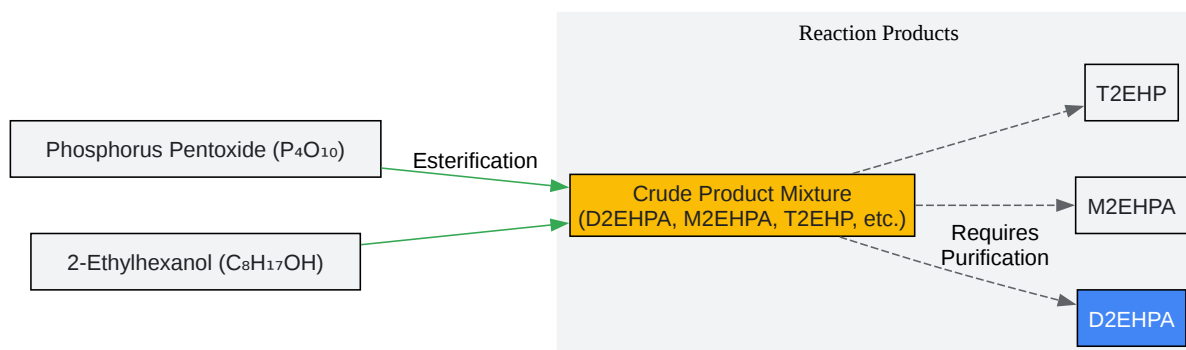 Reaction Products
T2EHP
Phosphorus Pentoxide (P₄O₁₀)
Esterification
Crude Product Mixture
(D2EHPA, M2EHPA, T2EHP, etc.)
M2EHPA
2-Ethylhexanol (C₈H₁₇OH)
Requires
Purification
D2EHPA